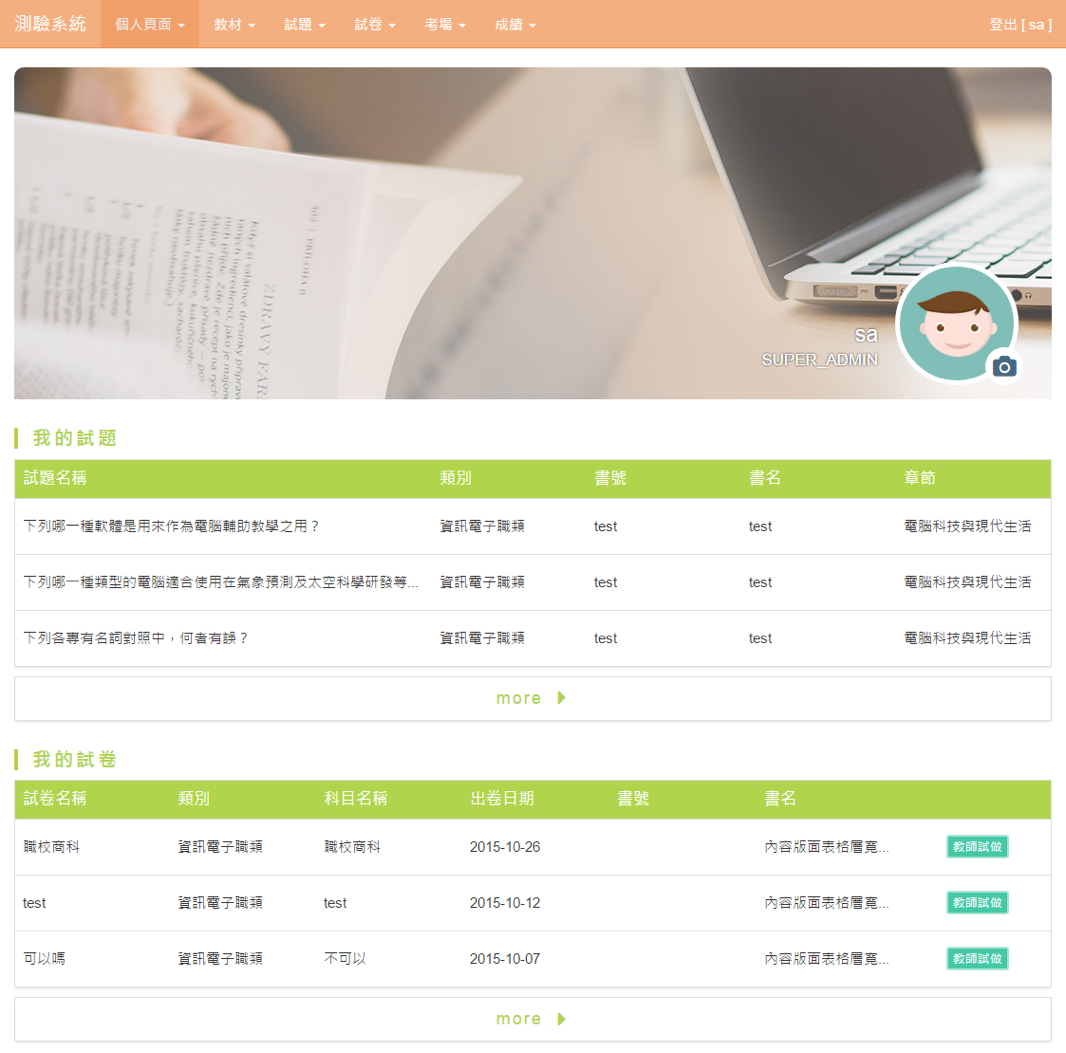 測驗系統 個人頁面 教材 試題 試卷 考場 成績 登出 [ sa ]
ZDRAVÝ FAR
sa
SUPER_ADMIN
我的試題
試題名稱 類別 書號 書名 章節
下列哪一種軟體是用來作為電腦輔助教學之用？ 資訊電子職類 test test 電腦科技與現代生活
下列哪一種類型的電腦適合使用在氣象預測及太空科學研發等... 資訊電子職類 test test 電腦科技與現代生活
下列各專有名詞對照中，何者有誤？ 資訊電子職類 test test 電腦科技與現代生活
more
我的試卷
試卷名稱 類別 科目名稱 出卷日期 書號 書名
職校商科 資訊電子職類 職校商科 2015-10-26 內容版面表格層寬... 教師試做
test 資訊電子職類 test 2015-10-12 內容版面表格層寬... 教師試做
可以嗎 資訊電子職類 不可以 2015-10-07 內容版面表格層寬... 教師試做
more